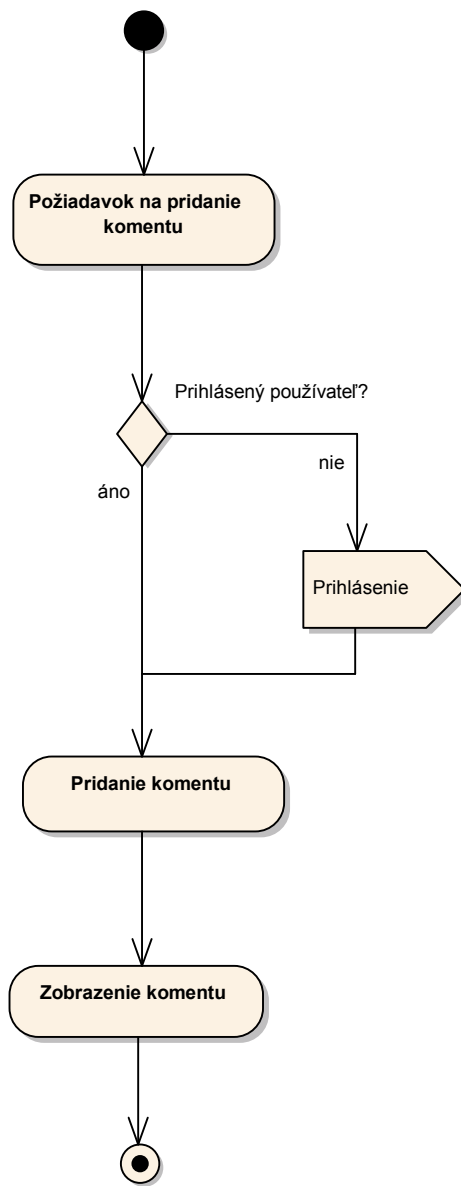 Požiadavok na pridanie
komentu
Prihlásený používateľ?
nie
áno
Prihlásenie
Pridanie komentu
Zobrazenie komentu